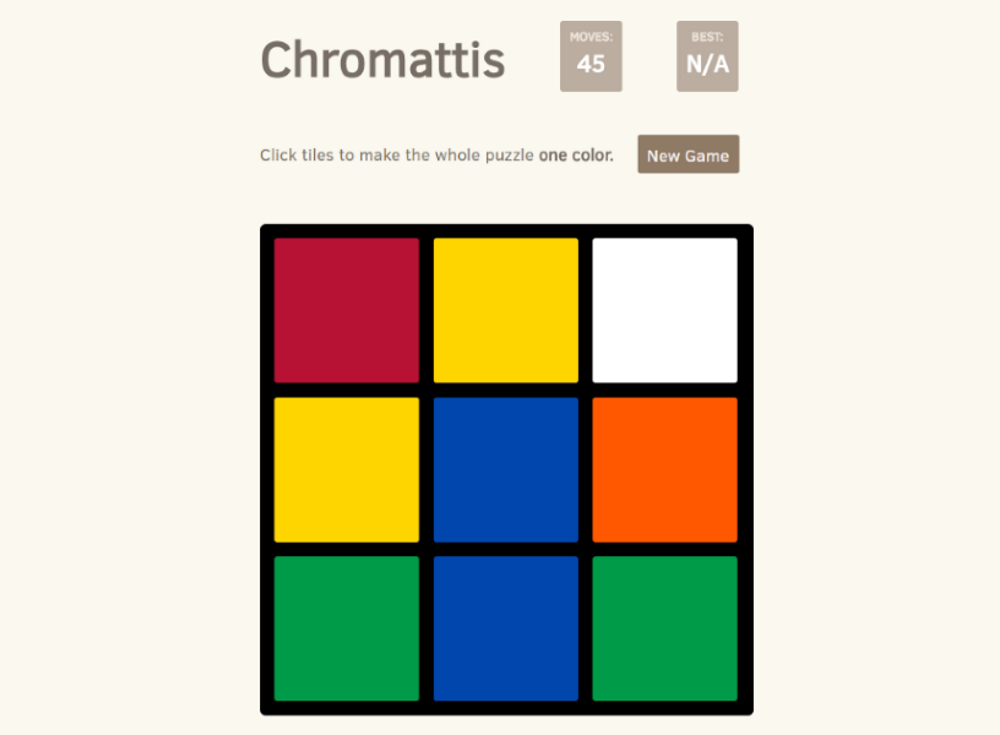 Chromattis
MOVES:
45
BEST:
N/A
Click tiles to make the whole puzzle one color.
New Game